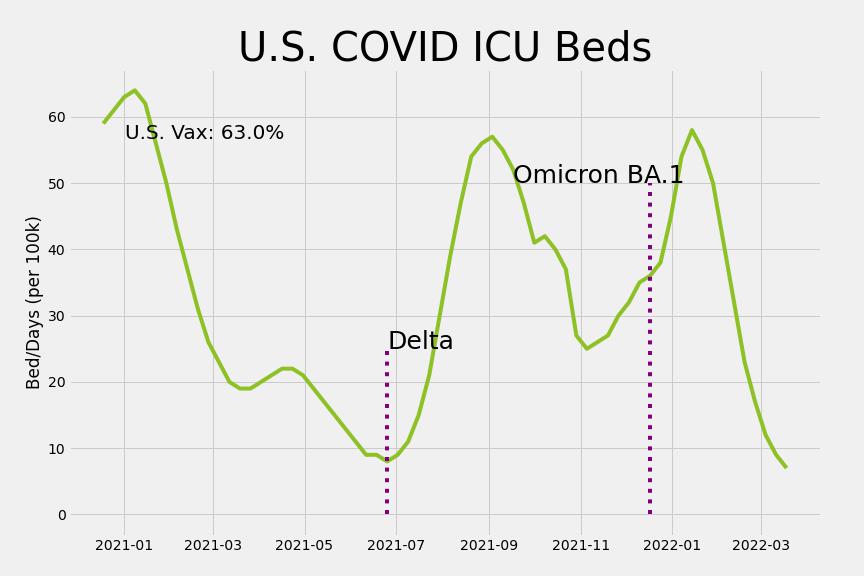 U.S. COVID ICU Beds
60
U.S. Vax: 63.0%
50
Omicron BA.1
40
30
Delta
20
10
0
Bed/Days (per 100k)
2021-01 2021-03 2021-05 2021-07 2021-09 2021-11 2022-01 2022-03